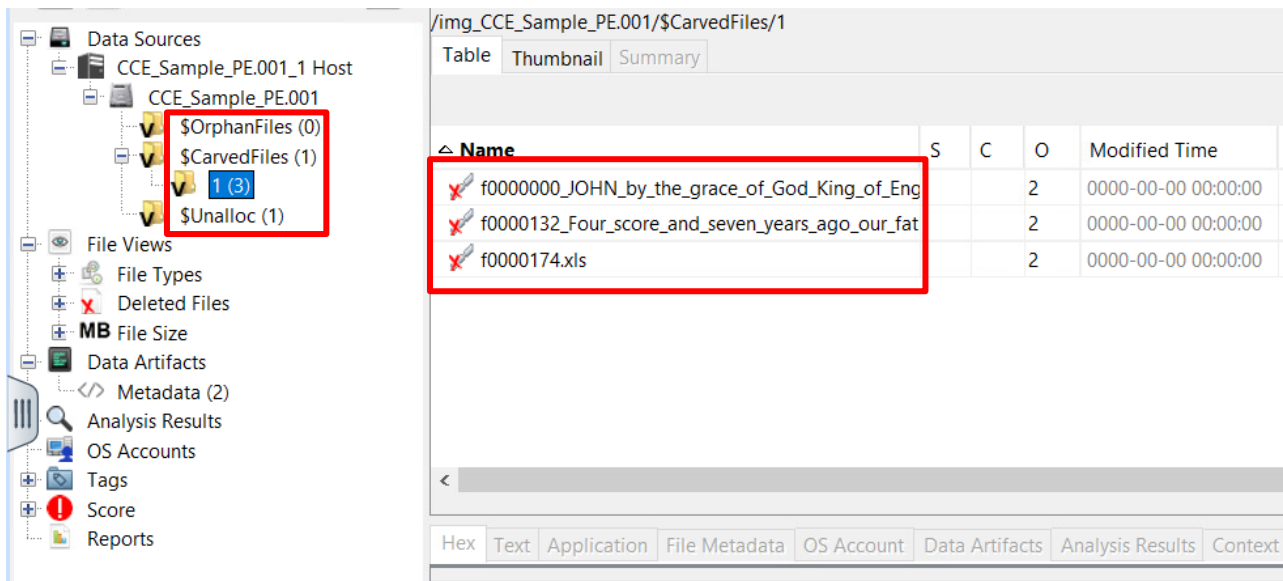 /img_CCE_Sample_PE.001/$CarvedFiles/1
Data Sources
CCE_Sample_PE.001_1 Host
CCE_Sample_PE.001
$OrphanFiles (0)
$CarvedFiles (1)
1 (3)
$Unalloc (1)
File Views
File Types
Deleted Files
MB File Size
Data Artifacts
Metadata (2)
Analysis Results
OS Accounts
Tags
Score
Reports
Table Thumbnail Summary
Name S C O Modified Time
f0000000_JOHN_by_the_grace_of_God_King_of_Eng 2 0000-00-00 00:00:00
f0000132_Four_score_and_seven_years_ago_our_fat 2 0000-00-00 00:00:00
f0000174.xls 2 0000-00-00 00:00:00
Hex Text Application File Metadata OS Account Data Artifacts Analysis Results Context